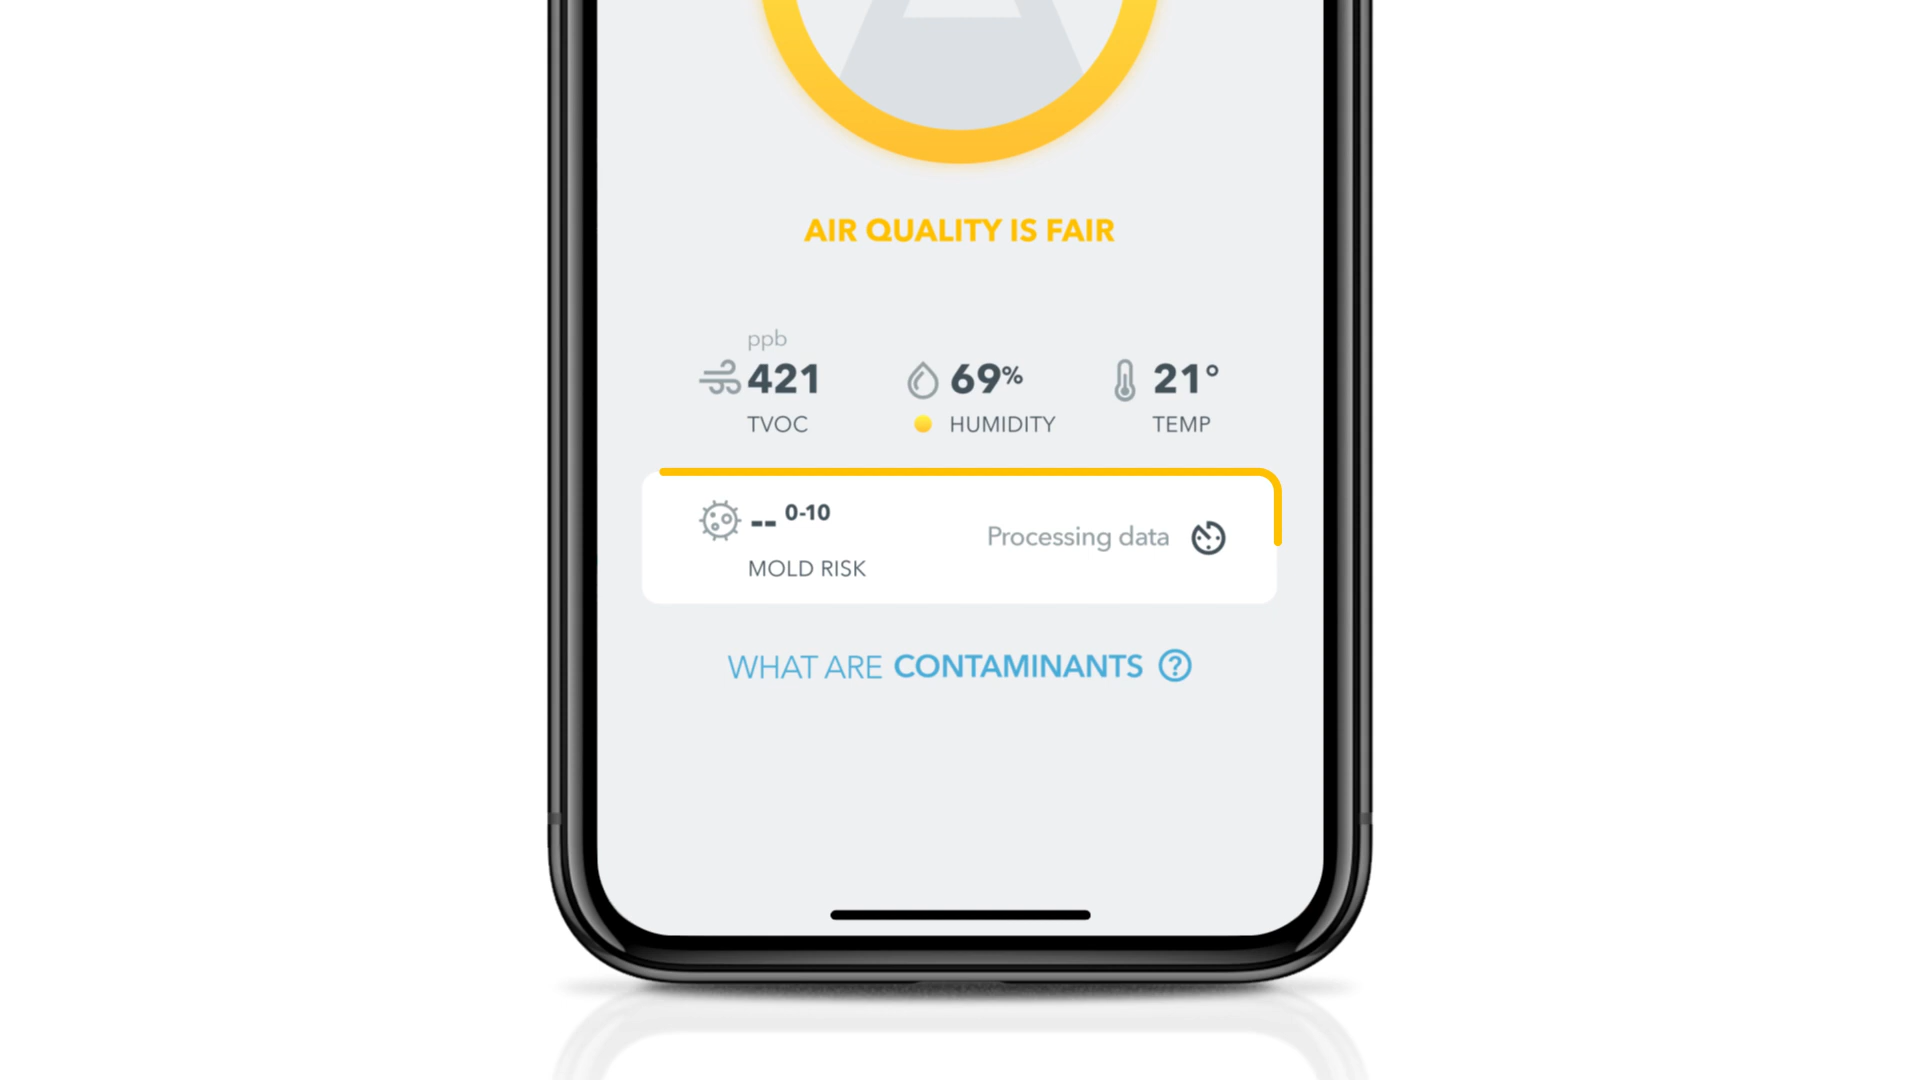 AIR QUALITY IS FAIR
ppb
421
TVOC
69%
HUMIDITY
21°
TEMP
-- 0-10
MOLD RISK
Processing data
WHAT ARE CONTAMINANTS ?